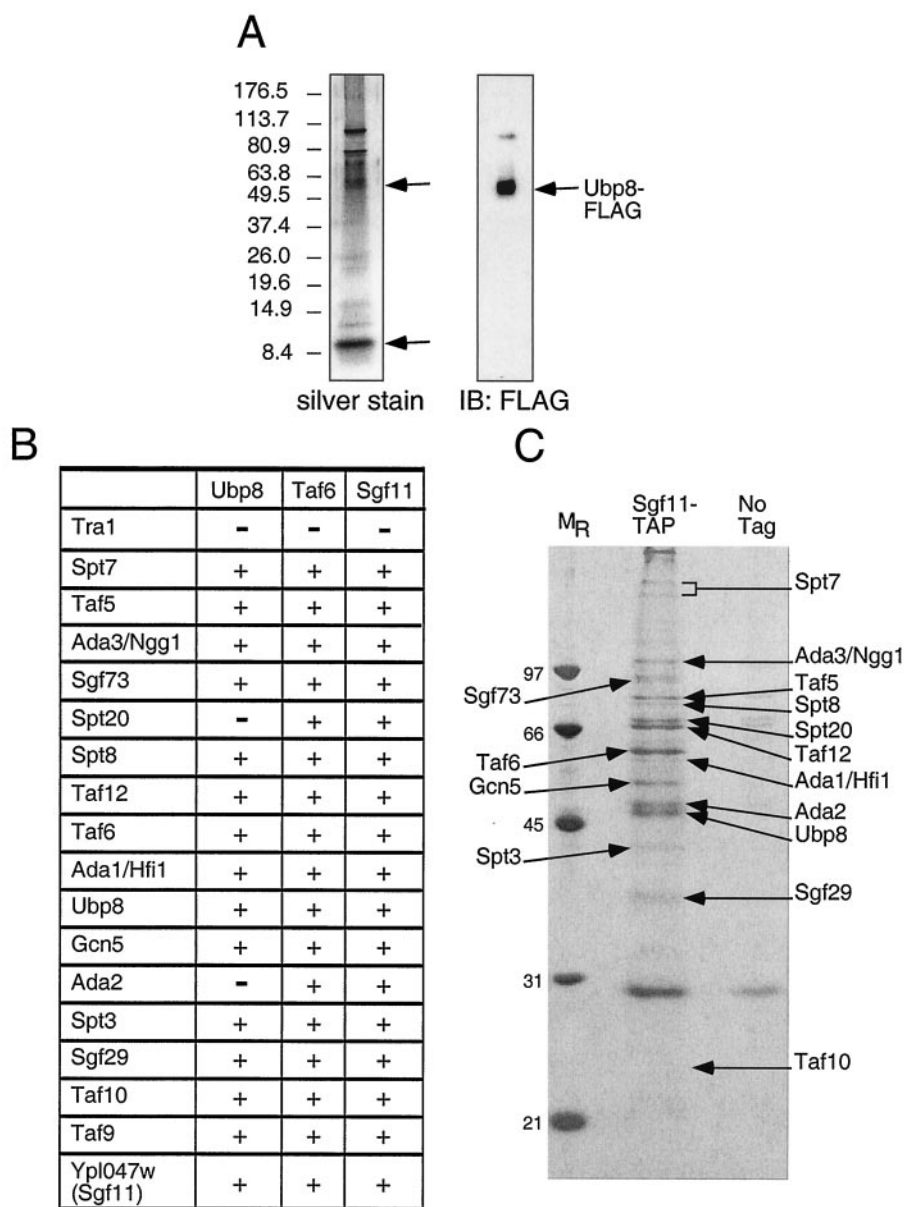 A
176.5 –
113.7 –
80.9 –
63.8 –
49.5 –
37.4 –
26.0 –
19.6 –
14.9 –
8.4 –
Ubp8-
FLAG
silver stain
IB: FLAG
B
Ubp8 Taf6 Sgf11
Tra1 - - -
Spt7 + + +
Taf5 + + +
Ada3/Ngg1 + + +
Sgf73 + + +
Spt20 - + +
Spt8 + + +
Taf12 + + +
Taf6 + + +
Ada1/Hfi1 + + +
Ubp8 + + +
Gcn5 + + +
Ada2 - + +
Spt3 + + +
Sgf29 + + +
Taf10 + + +
Taf9 + + +
Ypl047w
(Sgf11) + + +
C
MR
Sgf11-
TAP
No
Tag
97
66
45
31
21
Sgf73
Taf6
Gcn5
Spt3
Spt7
Ada3/Ngg1
Taf5
Spt8
Spt20
Taf12
Ada1/Hfi1
Ada2
Ubp8
Sgf29
Taf10